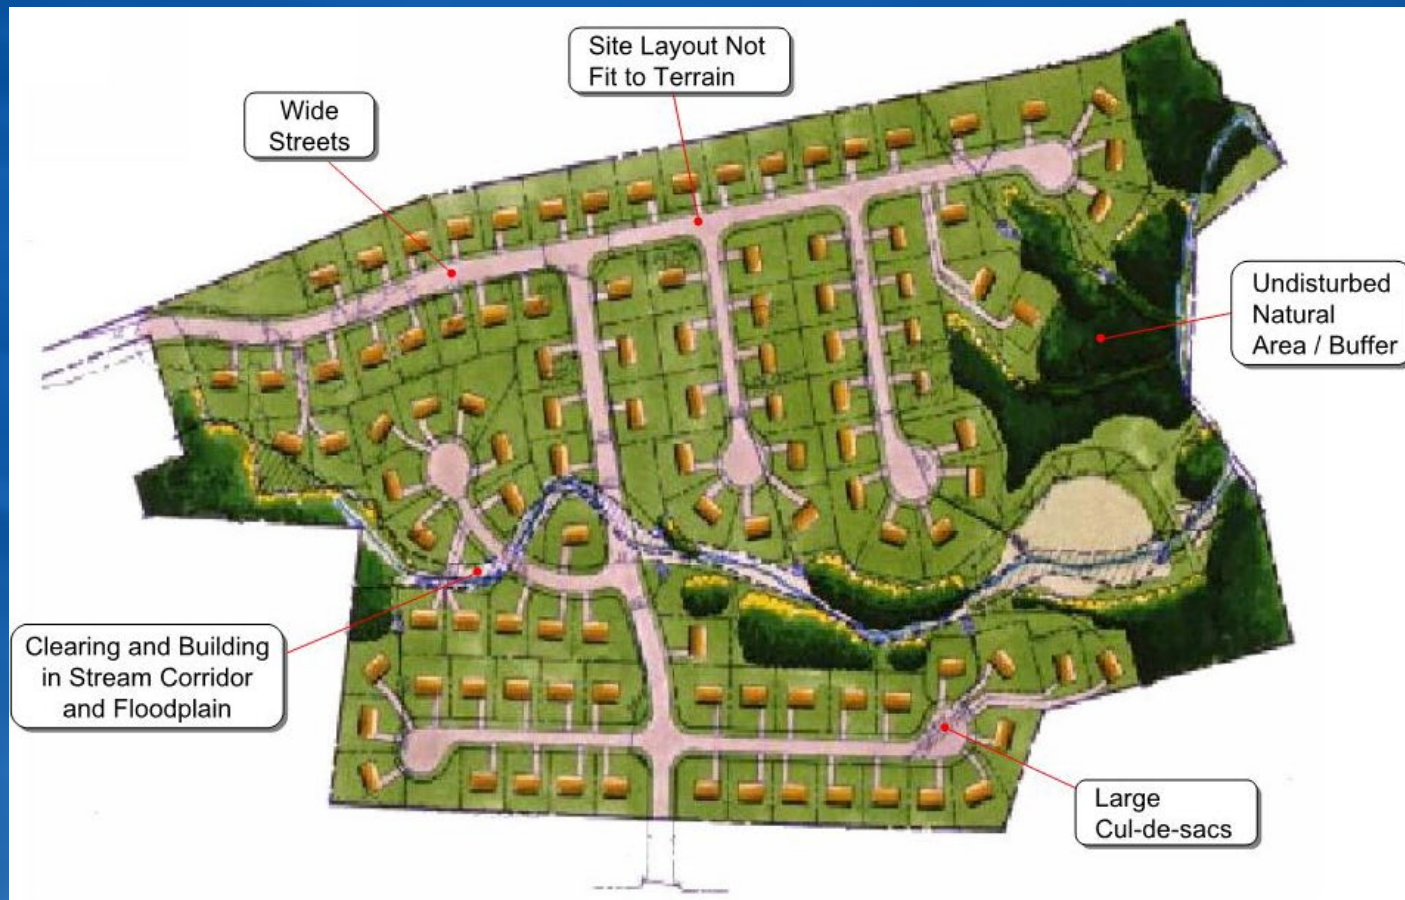 Site Layout Not
Fit to Terrain
Wide
Streets
Undisturbed
Natural
Area / Buffer
Clearing and Building
in Stream Corridor
and Floodplain
Large
Cul-de-sacs